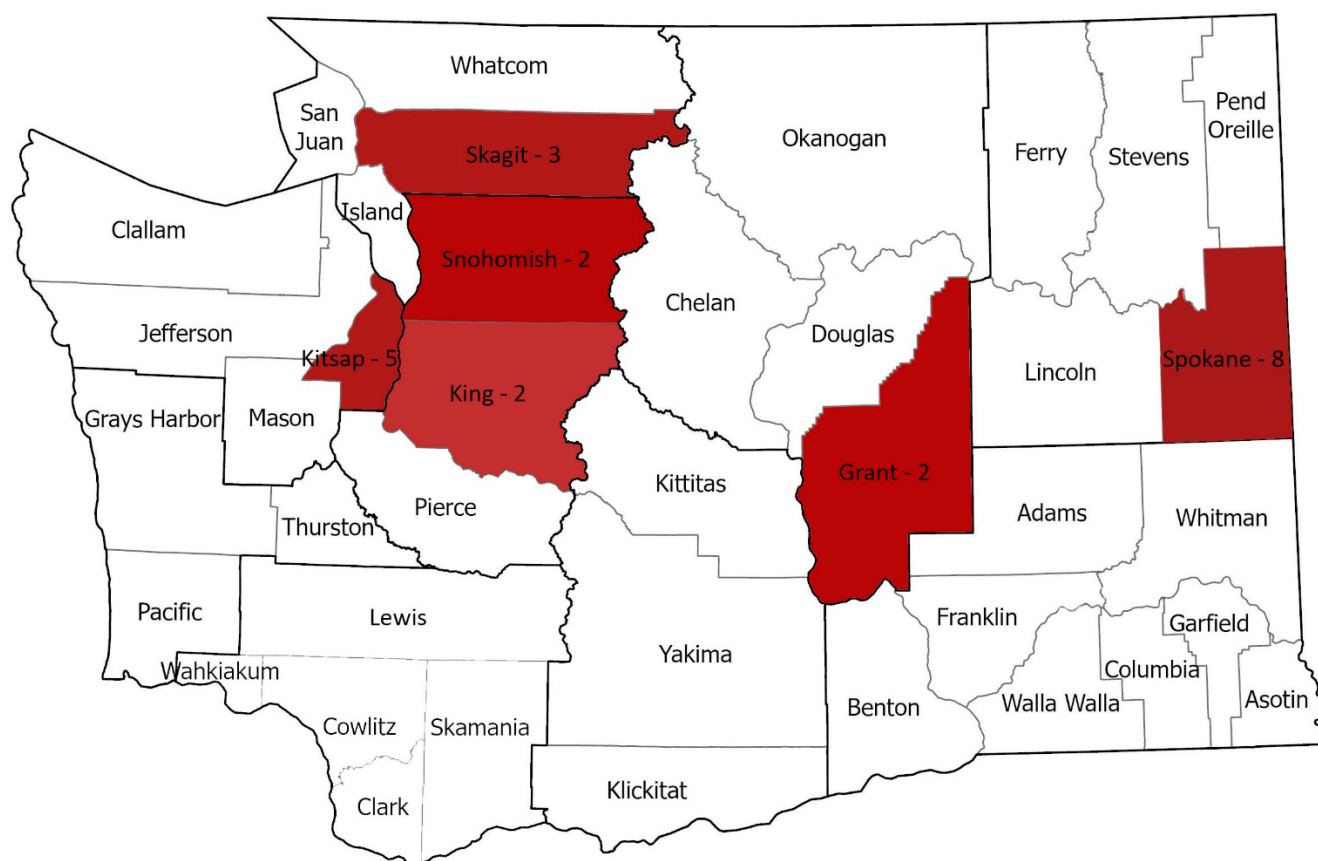 Whatcom
San
Juan
Skagit - 3
Okanogan
Ferry
Stevens
Pend
Oreille
Clallam
Island
Snohomish - 2
Chelan
Douglas
Jefferson
Kitsap - 5
King - 2
Lincoln
Spokane - 8
Grays Harbor
Mason
Grant - 2
Kittitas
Pierce
Thurston
Adams
Whitman
Pacific
Lewis
Franklin
Garfield
Wahkiakum
Yakima
Columbia
Cowlitz
Skamania
Benton
Walla Walla
Asotin
Klickitat
Clark